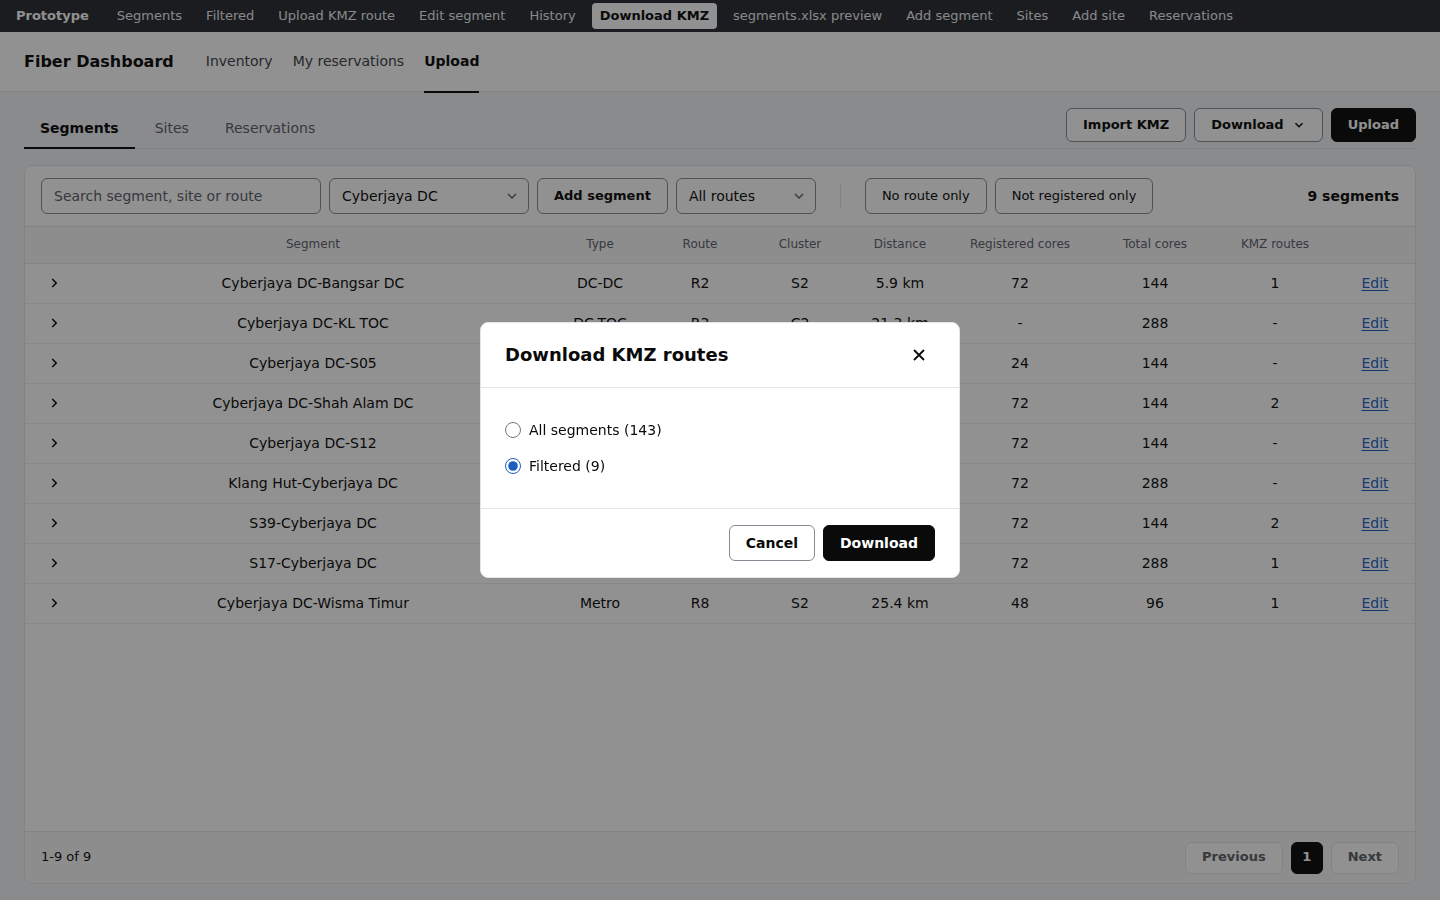 Prototype Segments Filtered Upload KMZ route Edit segment History Download KMZ segments.xlsx preview Add segment Sites Add site Reservations
Fiber Dashboard Inventory My reservations Upload
Segments Sites Reservations Import KMZ Download Upload
Search segment, site or route Cyberjaya DC Add segment All routes No route only Not registered only 9 segments
Segment Type Route Cluster Distance Registered cores Total cores KMZ routes
Cyberjaya DC-Bangsar DC DC-DC R2 S2 5.9 km 72 144 1 Edit
Cyberjaya DC-KL TOC - 288 - Edit
Cyberjaya DC-S05 24 144 - Edit
Cyberjaya DC-Shah Alam DC 72 144 2 Edit
Cyberjaya DC-S12 72 144 - Edit
Klang Hut-Cyberjaya DC 72 288 - Edit
S39-Cyberjaya DC 72 144 2 Edit
S17-Cyberjaya DC 72 288 1 Edit
Cyberjaya DC-Wisma Timur Metro R8 S2 25.4 km 48 96 1 Edit
Download KMZ routes
All segments (143)
Filtered (9)
Cancel Download
1-9 of 9 Previous 1 Next